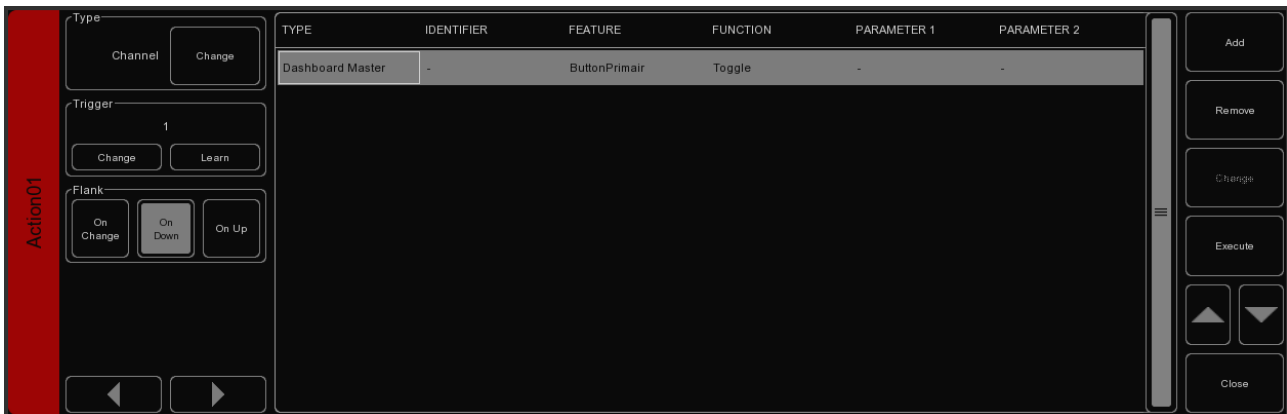 Action01
Type
Channel
Change
Trigger
1
Change
Learn
Flank
On
Change
On
Down
On Up
TYPE IDENTIFIER FEATURE FUNCTION PARAMETER 1 PARAMETER 2
Dashboard Master - ButtonPrimair Toggle - -
Add
Remove
Change
Execute
Close